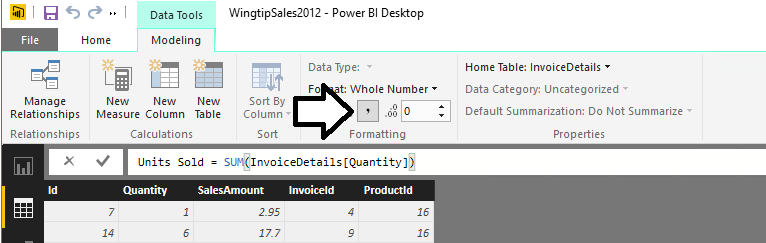 Data Tools
WingtipSales2012 - Power BI Desktop
File Home Modeling
Manage Relationships
New Measure
New Column
New Table
Sort By Column
Data Type:
Format: Whole Number
, .00 0
Home Table: InvoiceDetails
Data Category: Uncategorized
Default Summarization: Do Not Summarize
Relationships Calculations Sort Formatting Properties
Units Sold = SUM(InvoiceDetails[Quantity])
Id Quantity SalesAmount InvoiceId ProductId
7 1 2.95 4 16
14 6 17.7 9 16